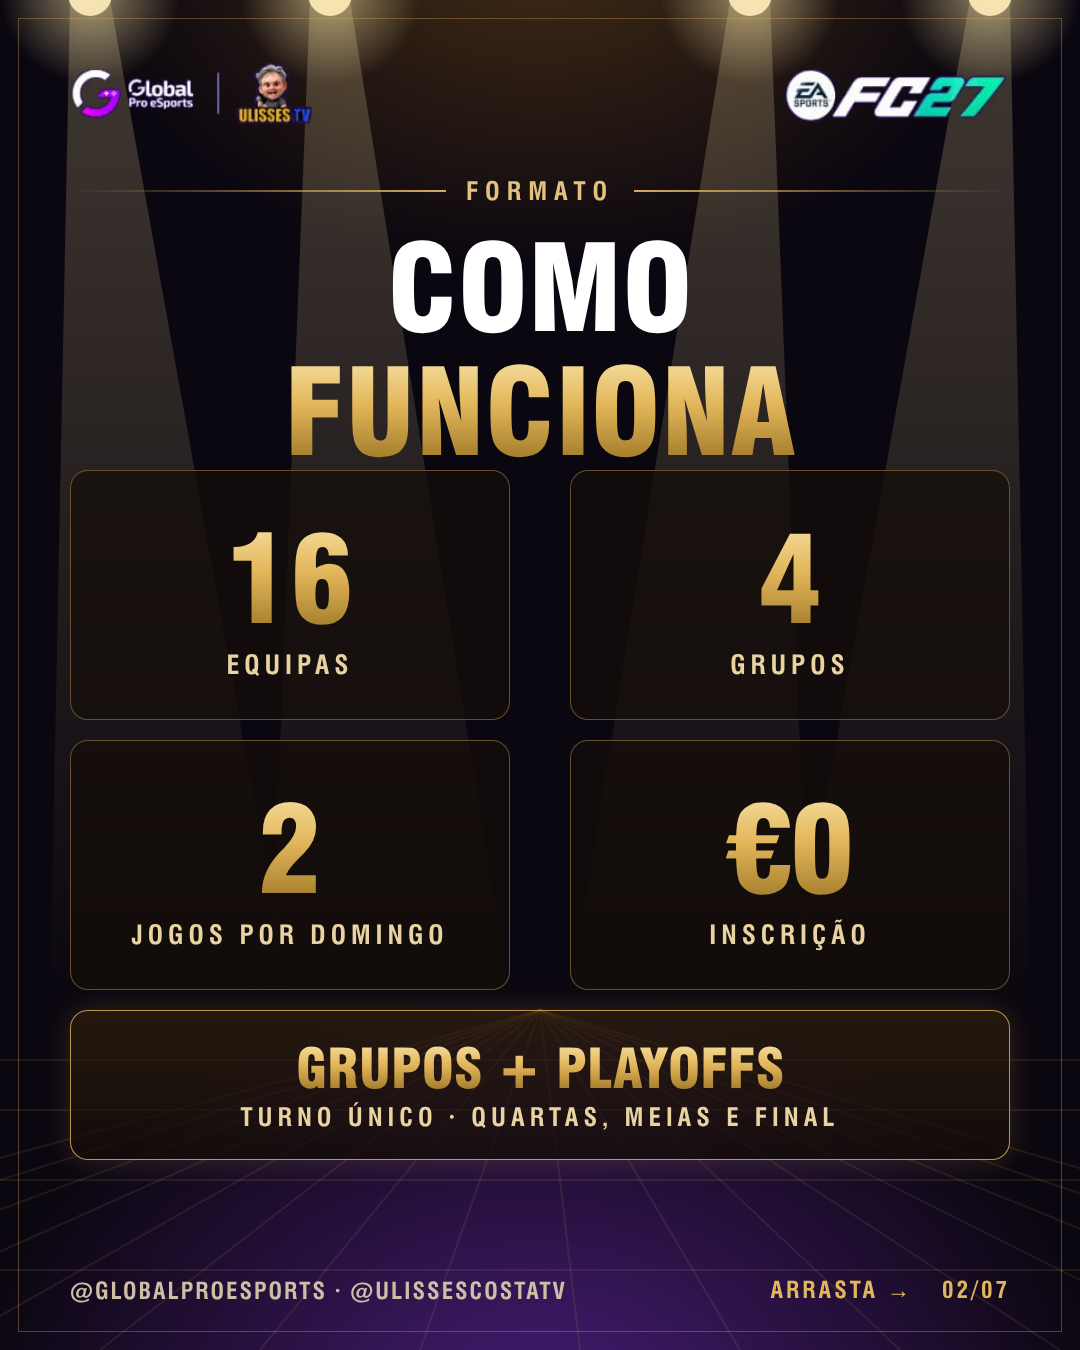 Global
Pro eSports
ULISSES TV
EA
SPORTS
FC27
FORMATO
COMO
FUNCIONA
16
EQUIPAS
4
GRUPOS
2
JOGOS POR DOMINGO
€0
INSCRIÇÃO
GRUPOS + PLAYOFFS
TURNO ÚNICO · QUARTAS, MEIAS E FINAL
@GLOBALPROESPORTS · @ULISSESCOSTATV
ARRASTA → 02/07